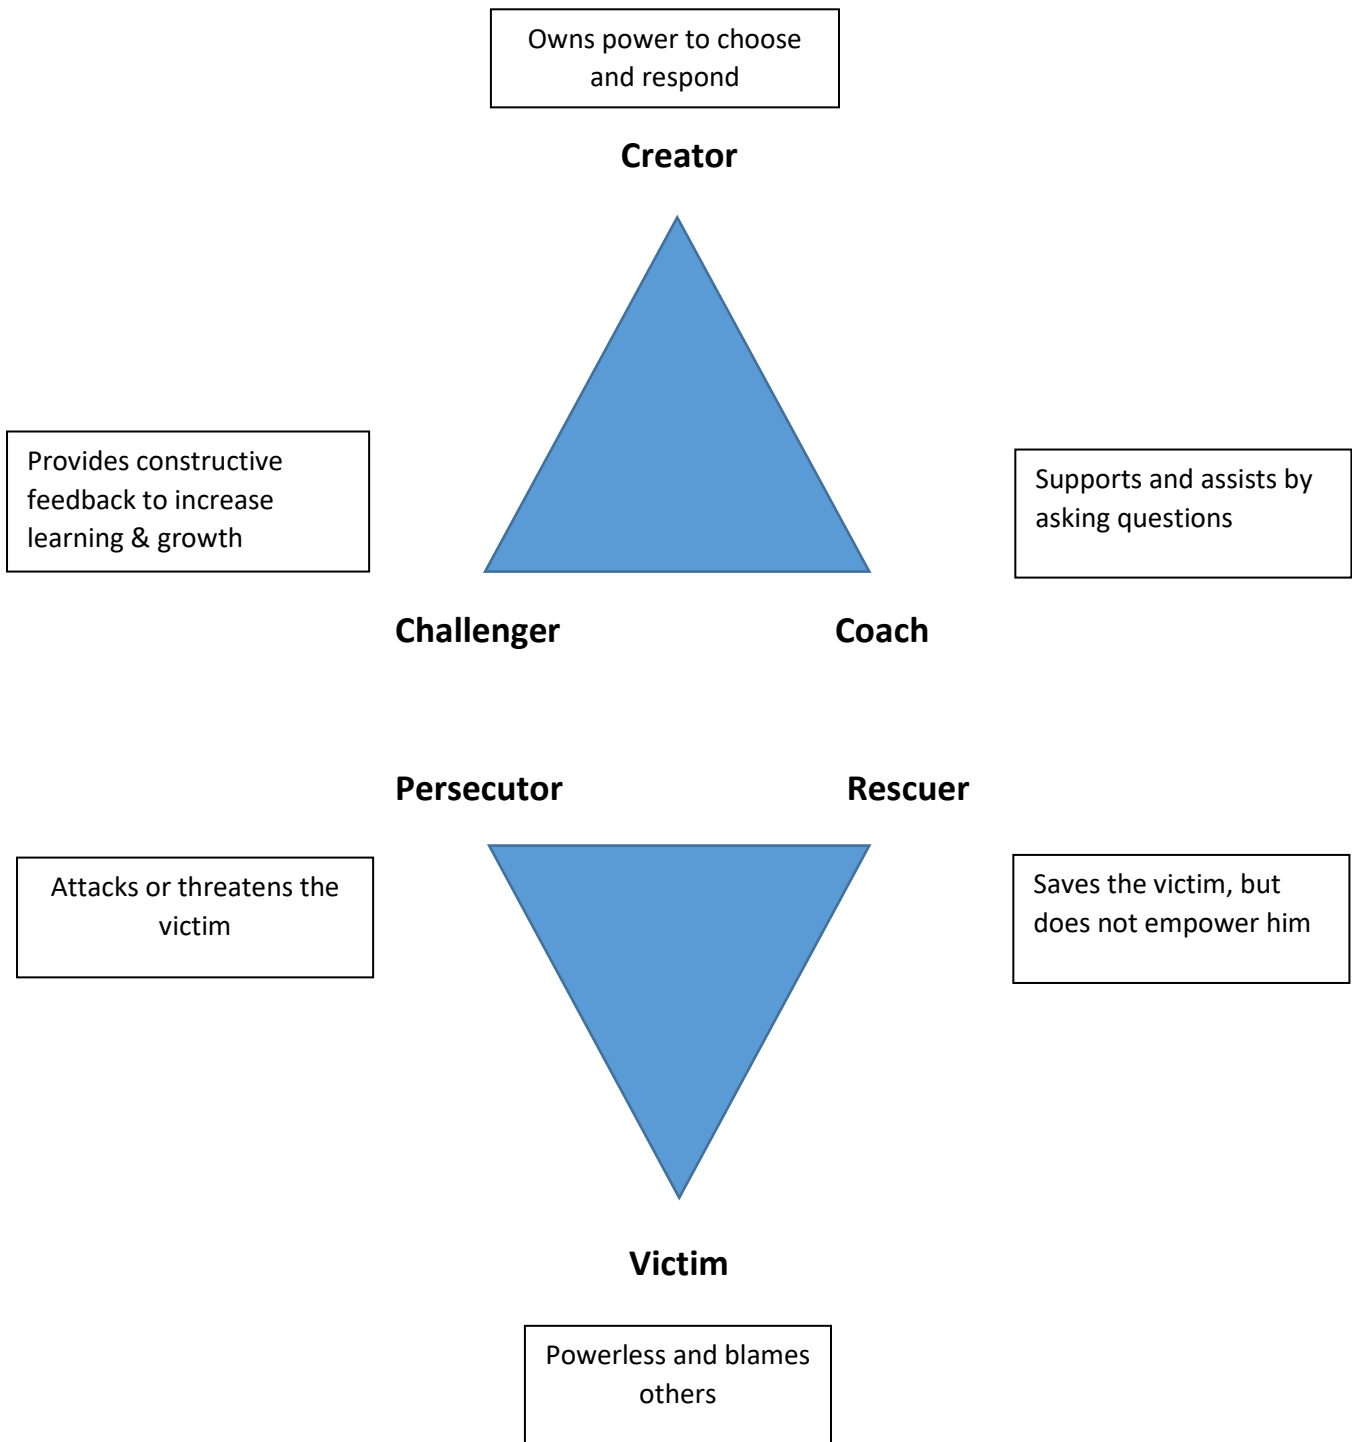 Owns power to choose
and respond
Creator
Provides constructive
feedback to increase
learning & growth
Supports and assists by
asking questions
Challenger
Coach
Persecutor
Rescuer
Attacks or threatens the
victim
Saves the victim, but
does not empower him
Victim
Powerless and blames
others